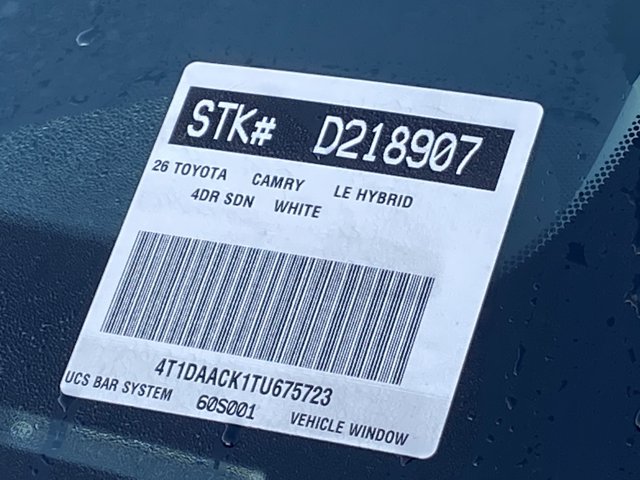 STK# D218907
26 TOYOTA CAMRY LE HYBRID
4DR SDN WHITE
4T1DAACK1TU675723
UCS BAR SYSTEM 60S001 VEHICLE WINDOW